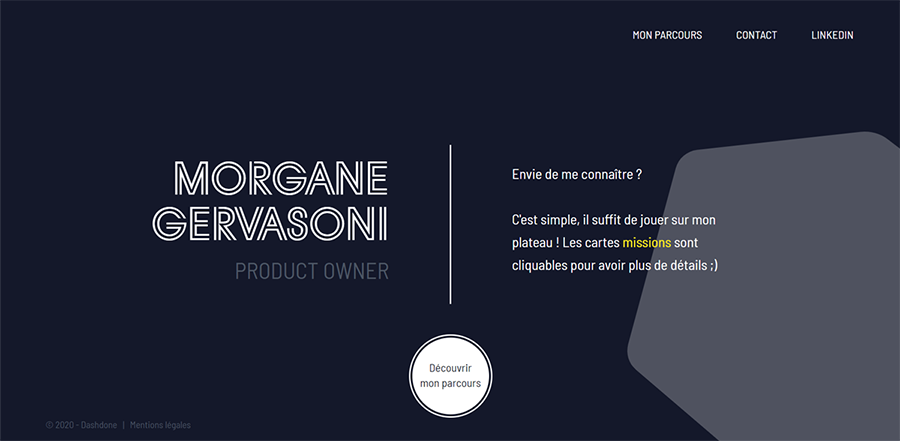 MON PARCOURS CONTACT LINKEDIN
MORGANE
GERVASONI
PRODUCT OWNER
Envie de me connaître ?
C'est simple, il suffit de jouer sur mon
plateau ! Les cartes missions sont
cliquables pour avoir plus de détails ;)
Découvrir
mon parcours
© 2020 - Dashdone | Mentions légales